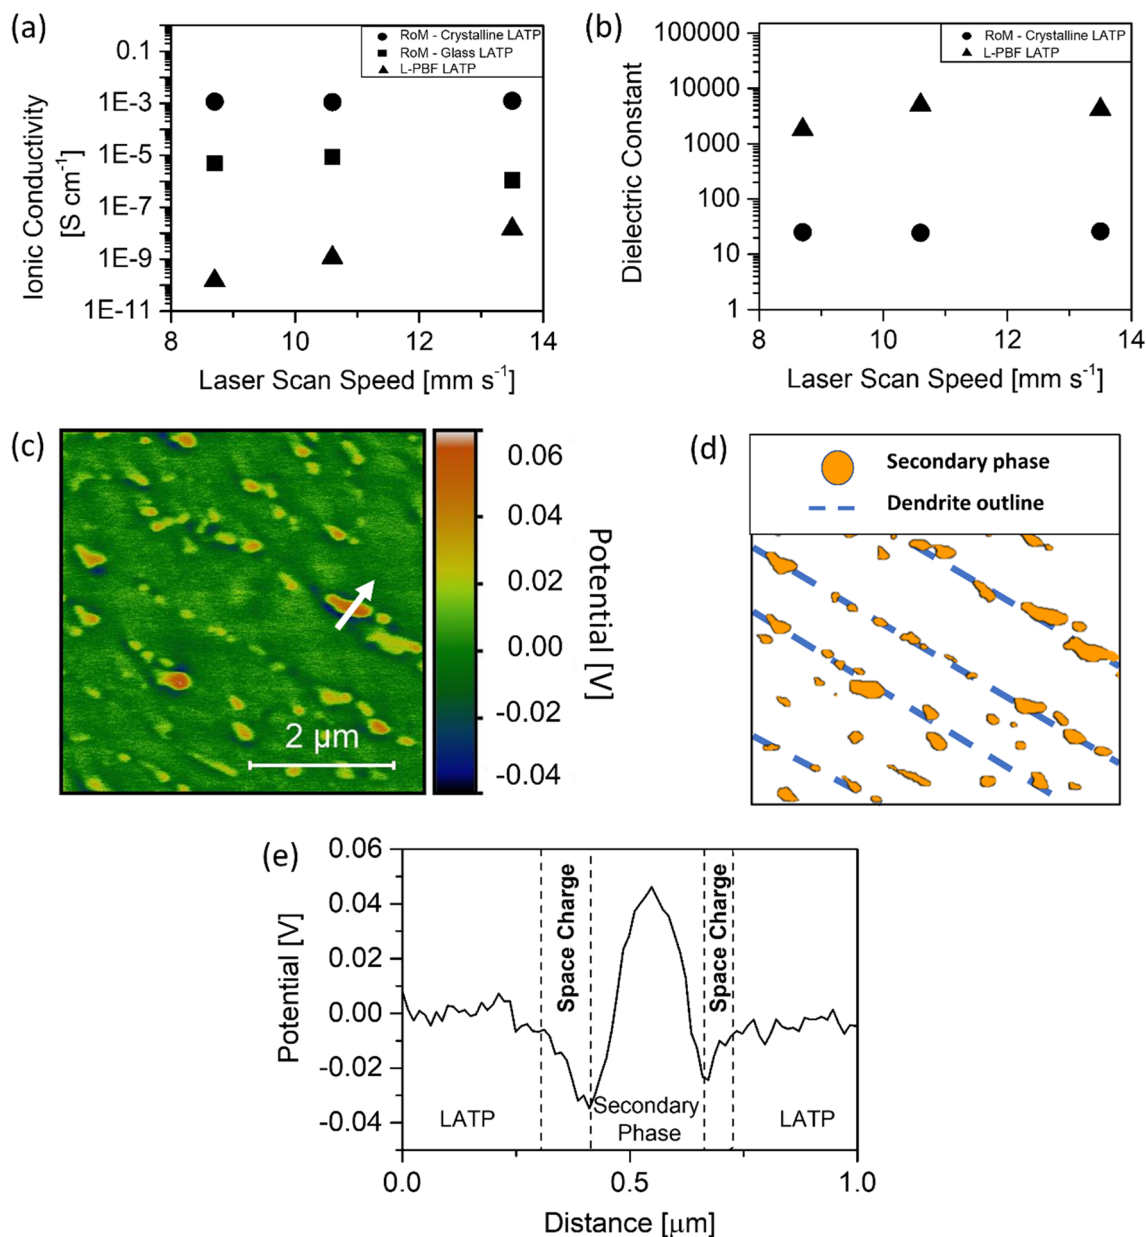 (a)
RoM - Crystalline LATP
RoM - Glass LATP
L-PBF LATP
0.1
1E-3
1E-5
1E-7
1E-9
1E-11
Ionic Conductivity
[S cm⁻¹]
8
10
12
14
Laser Scan Speed [mm s⁻¹]
(b)
RoM - Crystalline LATP
L-PBF LATP
100000
10000
1000
100
10
1
Dielectric Constant
8
10
12
14
Laser Scan Speed [mm s⁻¹]
(c)
2 μm
0.06
0.04
0.02
0.00
-0.02
-0.04
Potential [V]
(d)
Secondary phase
Dendrite outline
(e)
0.06
0.04
0.02
0.00
-0.02
-0.04
Potential [V]
Space Charge
Space Charge
LATP
Secondary
Phase
LATP
0.0
0.5
1.0
Distance [μm]